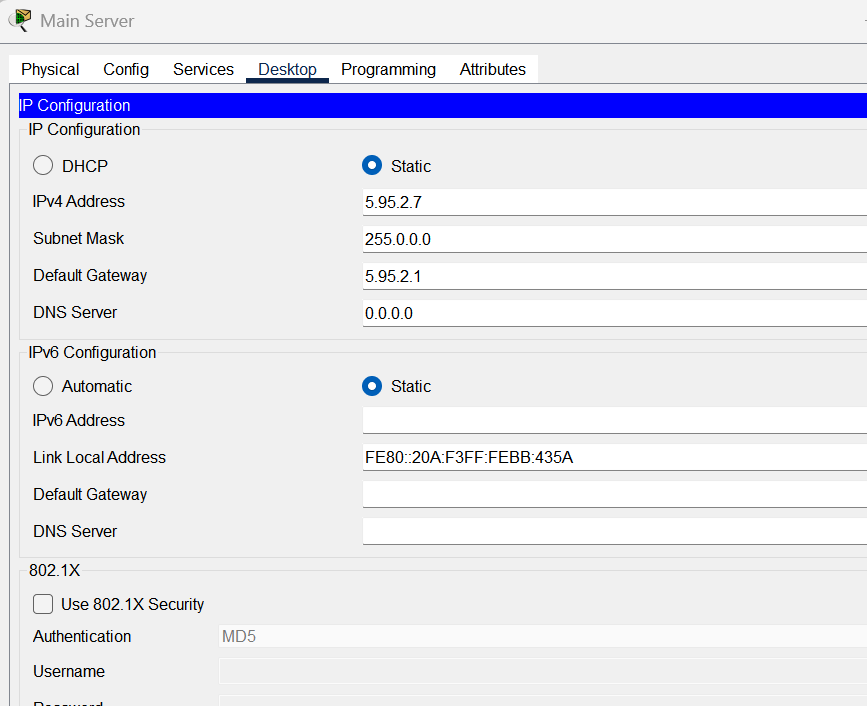 Main Server
Physical Config Services Desktop Programming Attributes
IP Configuration
IP Configuration
DHCP Static
IPv4 Address 5.95.2.7
Subnet Mask 255.0.0.0
Default Gateway 5.95.2.1
DNS Server 0.0.0.0
IPv6 Configuration
Automatic Static
IPv6 Address
Link Local Address FE80::20A:F3FF:FEBB:435A
Default Gateway
DNS Server
802.1X
Use 802.1X Security
Authentication MD5
Username
Password